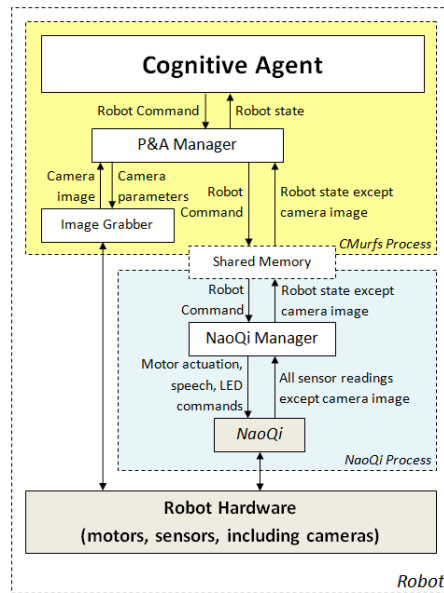 Cognitive Agent
Robot Command
Robot state
P&A Manager
Camera
image
Camera
parameters
Robot
Command
Robot state except
camera image
Image Grabber
CMurfs Process
Shared Memory
Robot
Command
Robot state except
camera image
NaoQi Manager
Motor actuation,
speech, LED
commands
All sensor readings
except camera image
NaoQi
NaoQi Process
Robot Hardware
(motors, sensors, including cameras)
Robot